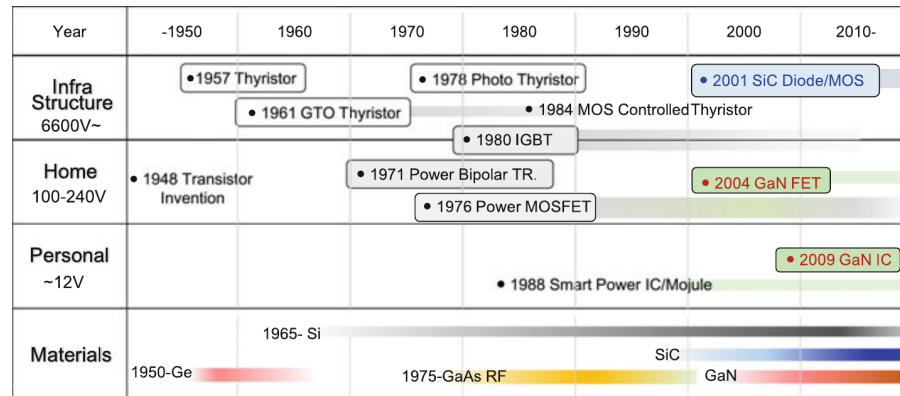 Year -1950 1960 1970 1980 1990 2000 2010-
Infra
Structure
6600V~
1957 Thyristor
1978 Photo Thyristor
2001 SiC Diode/MOS
1961 GTO Thyristor
1984 MOS Controlled Thyristor
1980 IGBT
Home
100-240V
1948 Transistor
Invention
1971 Power Bipolar TR.
2004 GaN FET
1976 Power MOSFET
Personal
~12V
2009 GaN IC
1988 Smart Power IC/Mojule
Materials
1965- Si
SiC
1950-Ge
1975-GaAs RF
GaN